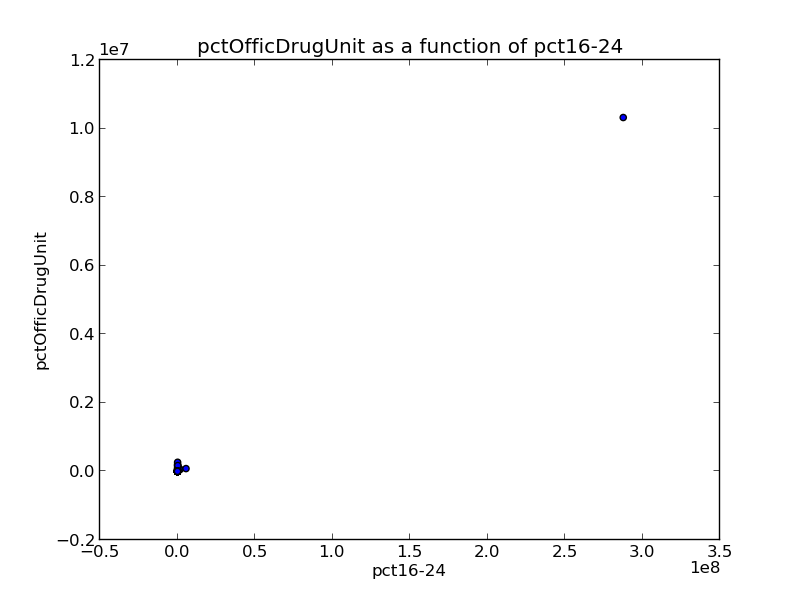 pctOfficDrugUnit as a function of pct16-24
1e7
1.2
1.0
0.8
0.6
0.4
0.2
0.0
−0.2
pctOfficDrugUnit
−0.5 0.0 0.5 1.0 1.5 2.0 2.5 3.0 3.5
1e8
pct16-24